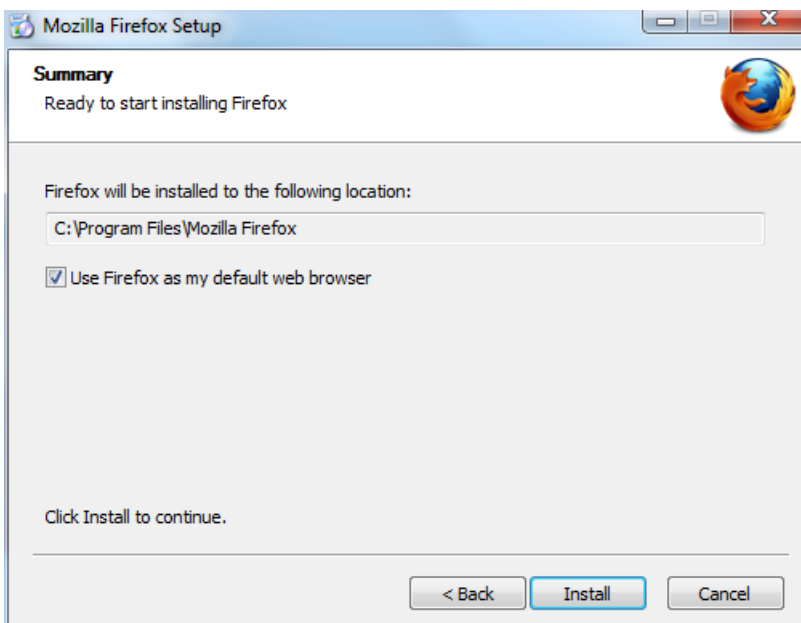 Mozilla Firefox Setup
Summary
Ready to start installing Firefox
Firefox will be installed to the following location:
C:\Program Files\Mozilla Firefox
Use Firefox as my default web browser
Click Install to continue.
< Back Install Cancel